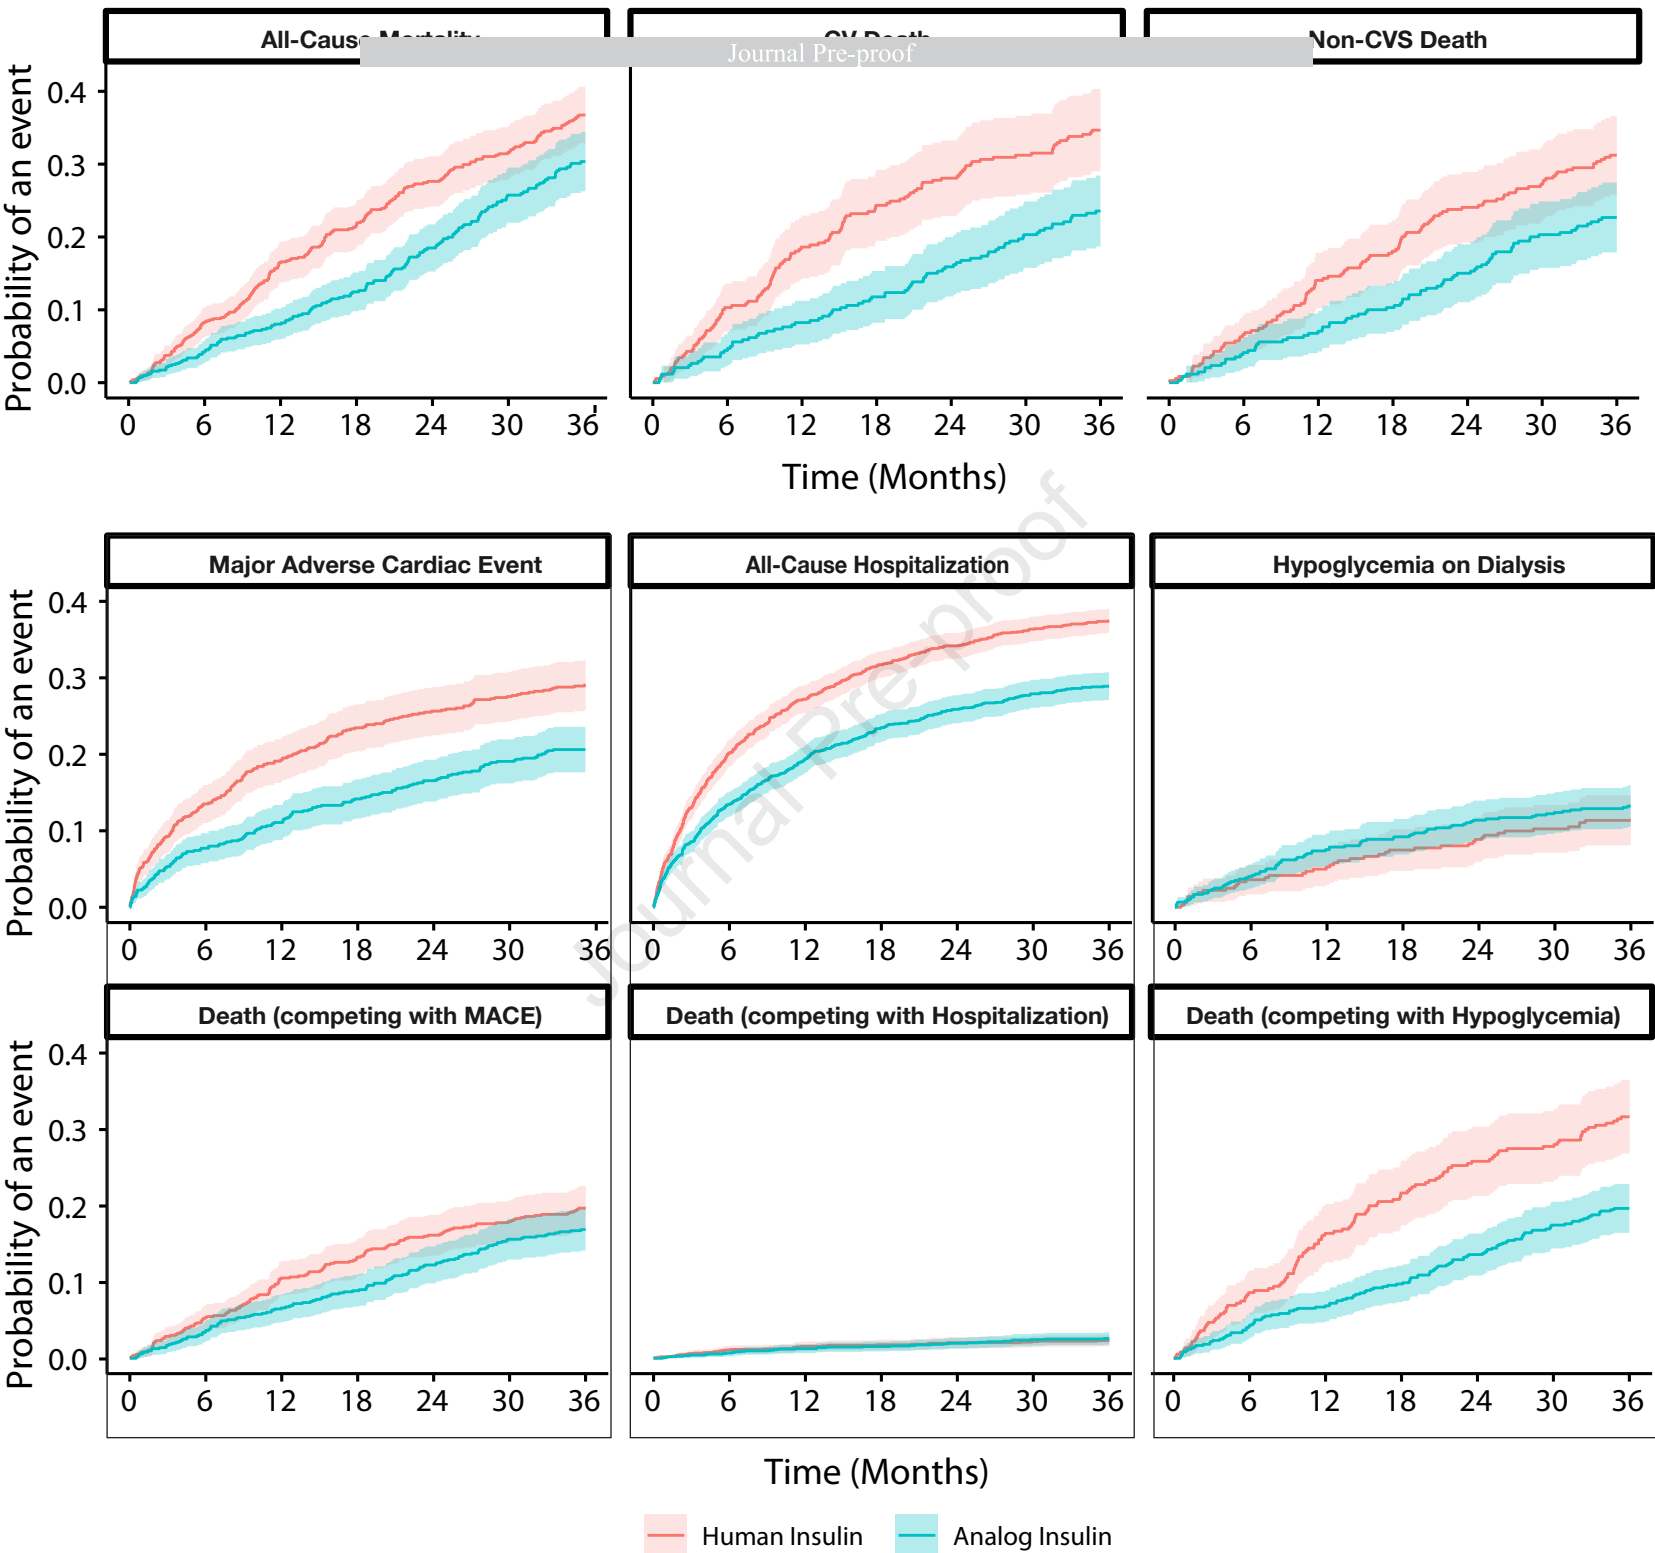 All-Cause Mortality CV Death Non-CVS Death
Journal Pre-proof
Probability of an event
0.4
0.3
0.2
0.1
0.0
0 6 12 18 24 30 36 0 6 12 18 24 30 36 0 6 12 18 24 30 36
Time (Months)
Journal Pre-proof
Major Adverse Cardiac Event All-Cause Hospitalization Hypoglycemia on Dialysis
Probability of an event
0.4
0.3
0.2
0.1
0.0
0 6 12 18 24 30 36 0 6 12 18 24 30 36 0 6 12 18 24 30 36
Death (competing with MACE) Death (competing with Hospitalization) Death (competing with Hypoglycemia)
Probability of an event
0.4
0.3
0.2
0.1
0.0
0 6 12 18 24 30 36 0 6 12 18 24 30 36 0 6 12 18 24 30 36
Time (Months)
Human Insulin Analog Insulin